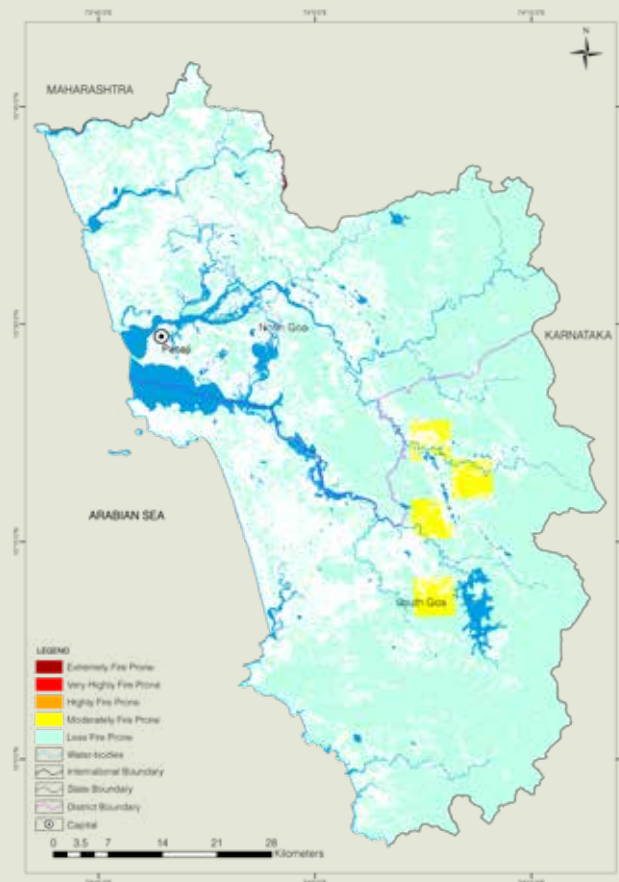 N
MAHARASHTRA
North Goa
KARNATAKA
Panaji
ARABIAN SEA
South Goa
LEGEND
Extremely Fire Prone
Very Highly Fire Prone
Highly Fire Prone
Moderately Fire Prone
Less Fire Prone
Water-bodies
International Boundary
State Boundary
District Boundary
Capital
0 3.5 7 14 21 28
Kilometers